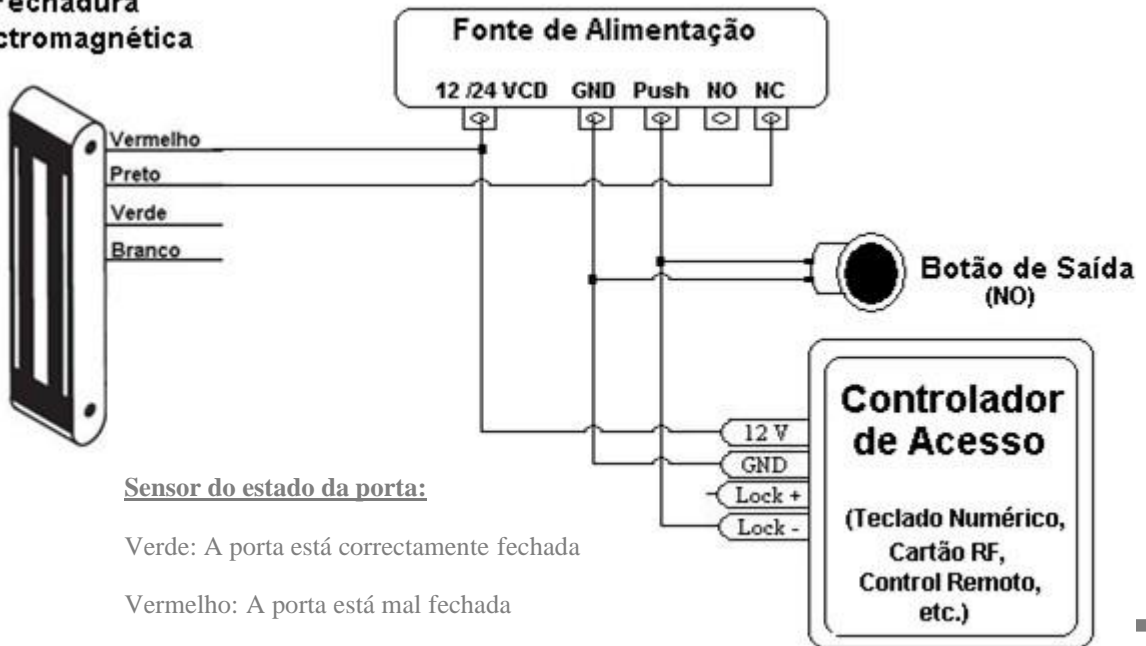 Fechadura
ctromagnética
Fonte de Alimentação
12 /24 VCD GND Push NO NC
Vermelho
Preto
Verde
Branco
Botão de Saída
(NO)
Controlador
de Acesso
12 V
GND
Lock +
Lock -
(Teclado Numérico,
Cartão RF,
Control Remoto,
etc.)
Sensor do estado da porta:
Verde: A porta está correctamente fechada
Vermelho: A porta está mal fechada